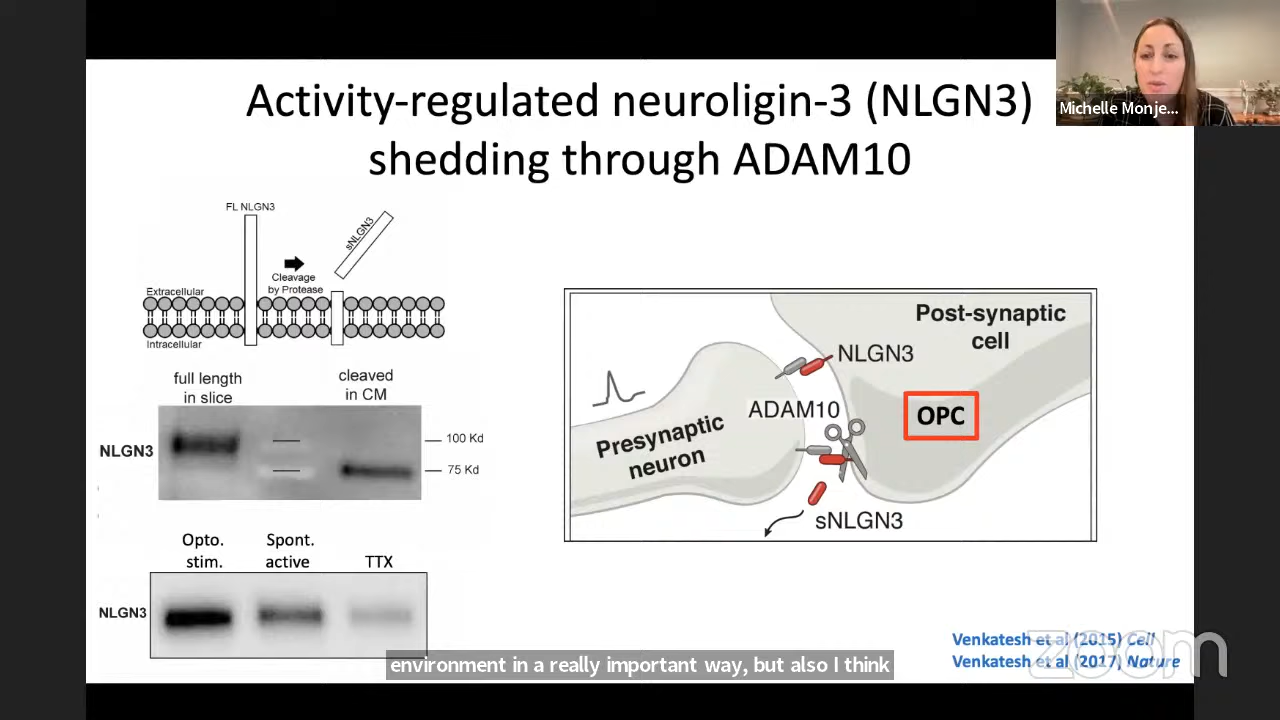 Activity-regulated neuroligin-3 (NLGN3)
shedding through ADAM10
Michelle Monje...
FL NLGN3
sNLGN3
Cleavage
by Protease
Extracellular
Intracellular
full length
in slice
cleaved
in CM
NLGN3
100 Kd
75 Kd
Opto.
stim.
Spont.
active
TTX
NLGN3
Post-synaptic
cell
NLGN3
ADAM10
OPC
Presynaptic
neuron
sNLGN3
Venkatesh et al (2015) Cell
Venkatesh et al (2017) Nature
zoom
environment in a really important way, but also I think